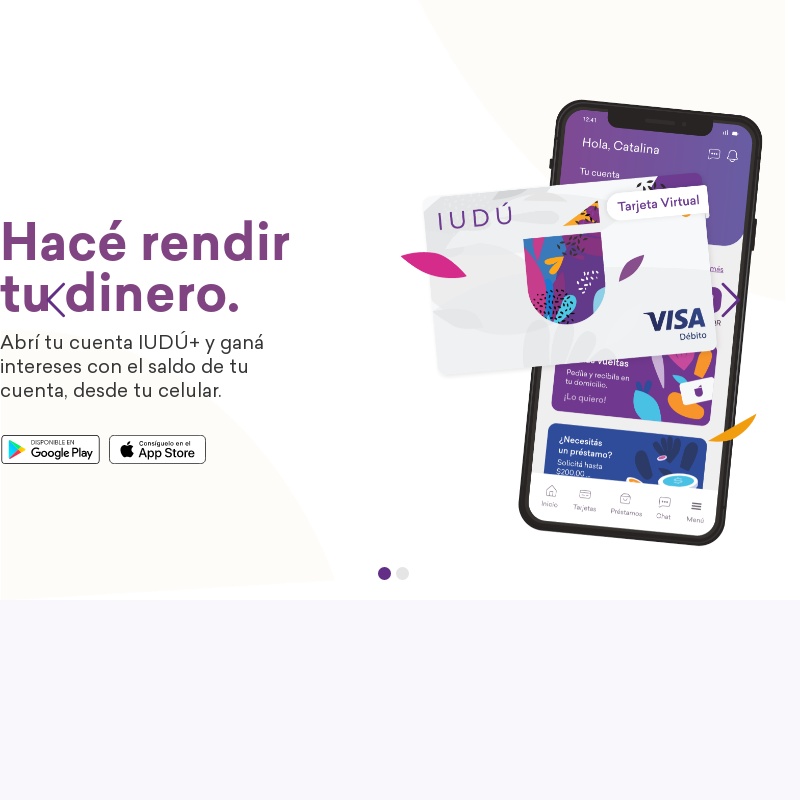 Hacé rendir
tu dinero.
Abrí tu cuenta IUDÚ+ y ganá
intereses con el saldo de tu
cuenta, desde tu celular.
DISPONIBLE EN
Google Play
Consíguelo en el
App Store
12:41
Hola, Catalina
Tu cuenta
IUDÚ
Tarjeta Virtual
más
VISA
Débito
vueltas
Pedila y recibila en
tu domicilio.
¡Lo quiero!
¿Necesitás
un préstamo?
Solicitá hasta
Inicio
Tarjetas
Préstamos
Chat
Menú